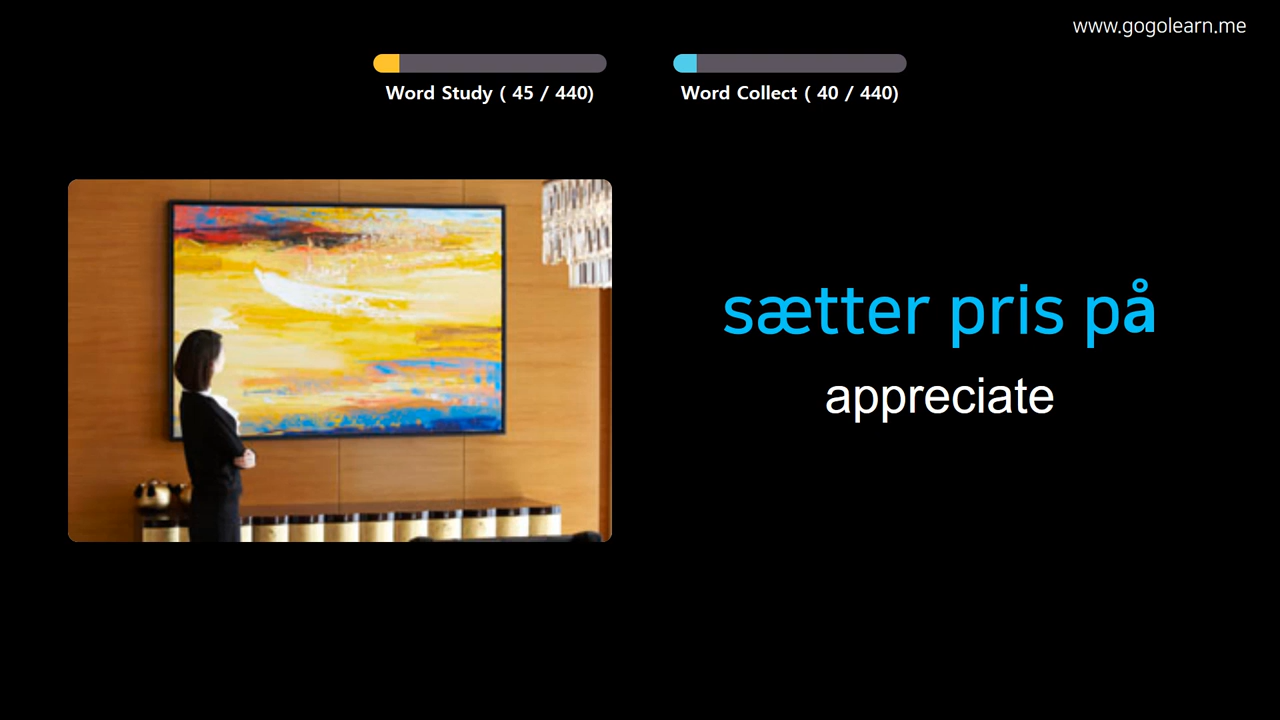 www.gogolearn.me
Word Study ( 45 / 440)
Word Collect ( 40 / 440)
sætter pris på
appreciate